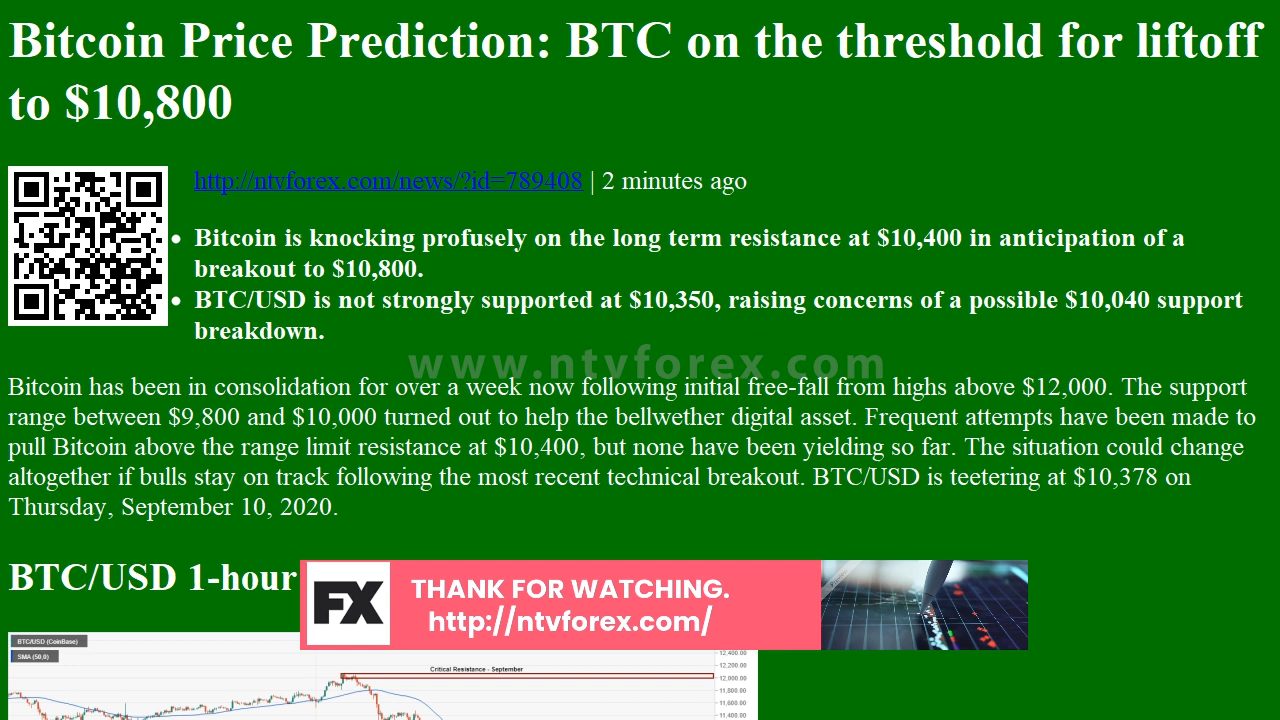 Bitcoin Price Prediction: BTC on the threshold for liftoff
to $10,800
http://ntvforex.com/news/?id=789408 | 2 minutes ago
Bitcoin is knocking profusely on the long term resistance at $10,400 in anticipation of a
breakout to $10,800.
BTC/USD is not strongly supported at $10,350, raising concerns of a possible $10,040 support
breakdown.
www.ntvforex.com
Bitcoin has been in consolidation for over a week now following initial free-fall from highs above $12,000. The support
range between $9,800 and $10,000 turned out to help the bellwether digital asset. Frequent attempts have been made to
pull Bitcoin above the range limit resistance at $10,400, but none have been yielding so far. The situation could change
altogether if bulls stay on track following the most recent technical breakout. BTC/USD is teetering at $10,378 on
Thursday, September 10, 2020.
BTC/USD 1-hour
FX
THANK FOR WATCHING.
http://ntvforex.com/
BTC/USD (CoinBase)
SMA (50,0)
Critical Resistance - September
12,400.00
12,200.00
11,800.00
11,600.00
11,400.00